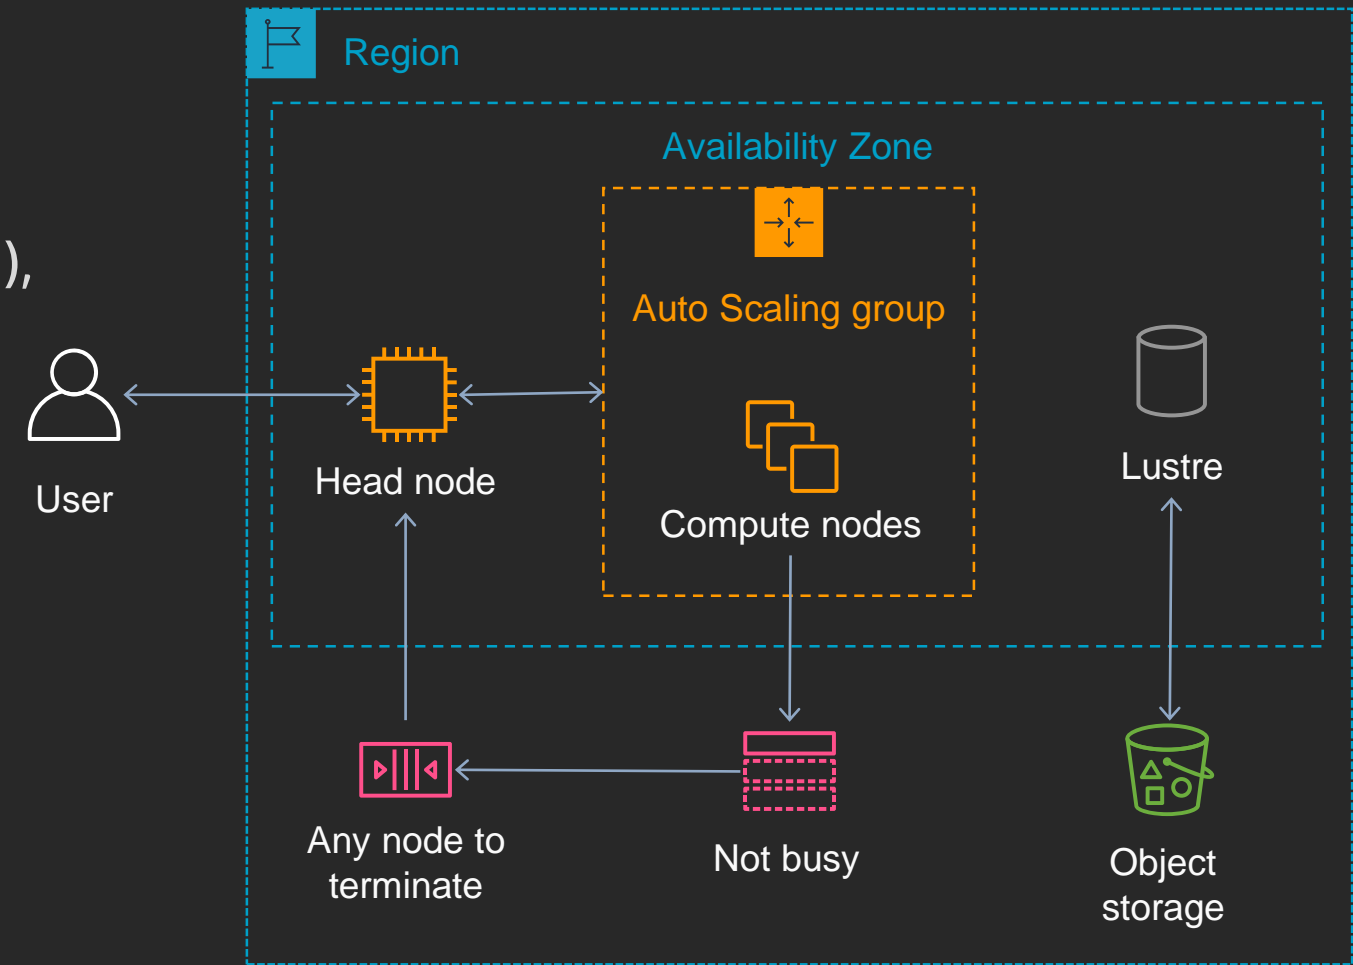 Region
Availability Zone
),
Auto Scaling group
User
Head node
Compute nodes
Lustre
Any node to
terminate
Not busy
Object
storage